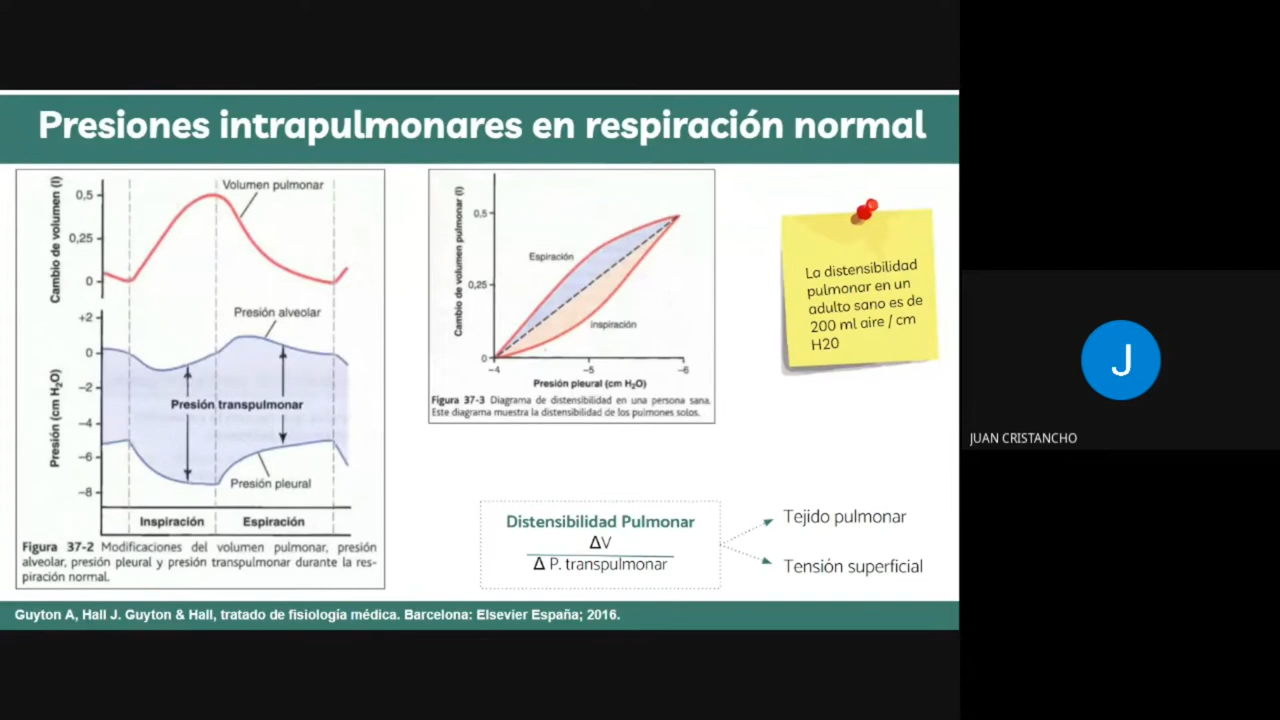 Presiones intrapulmonares en respiración normal
Cambio de volumen (l)
0,5
0,25
0
Volumen pulmonar
Presión (cm H₂O)
+2
0
−2
−4
−6
−8
Presión alveolar
Presión transpulmonar
Presión pleural
Inspiración
Espiración
Figura 37-2 Modificaciones del volumen pulmonar, presión
alveolar, presión pleural y presión transpulmonar durante la res-
piración normal.
Cambio de volumen pulmonar (l)
0,5
0,25
0
Espiración
Inspiración
−4
−5
−6
Presión pleural (cm H₂O)
Figura 37-3 Diagrama de distensibilidad en una persona sana.
Este diagrama muestra la distensibilidad de los pulmones solos.
La distensibilidad
pulmonar en un
adulto sano es de
200 ml aire / cm
H20
Distensibilidad Pulmonar
ΔV
Δ P. transpulmonar
Tejido pulmonar
Tensión superficial
Guyton A, Hall J. Guyton & Hall, tratado de fisiología médica. Barcelona: Elsevier España; 2016.
J
JUAN CRISTANCHO